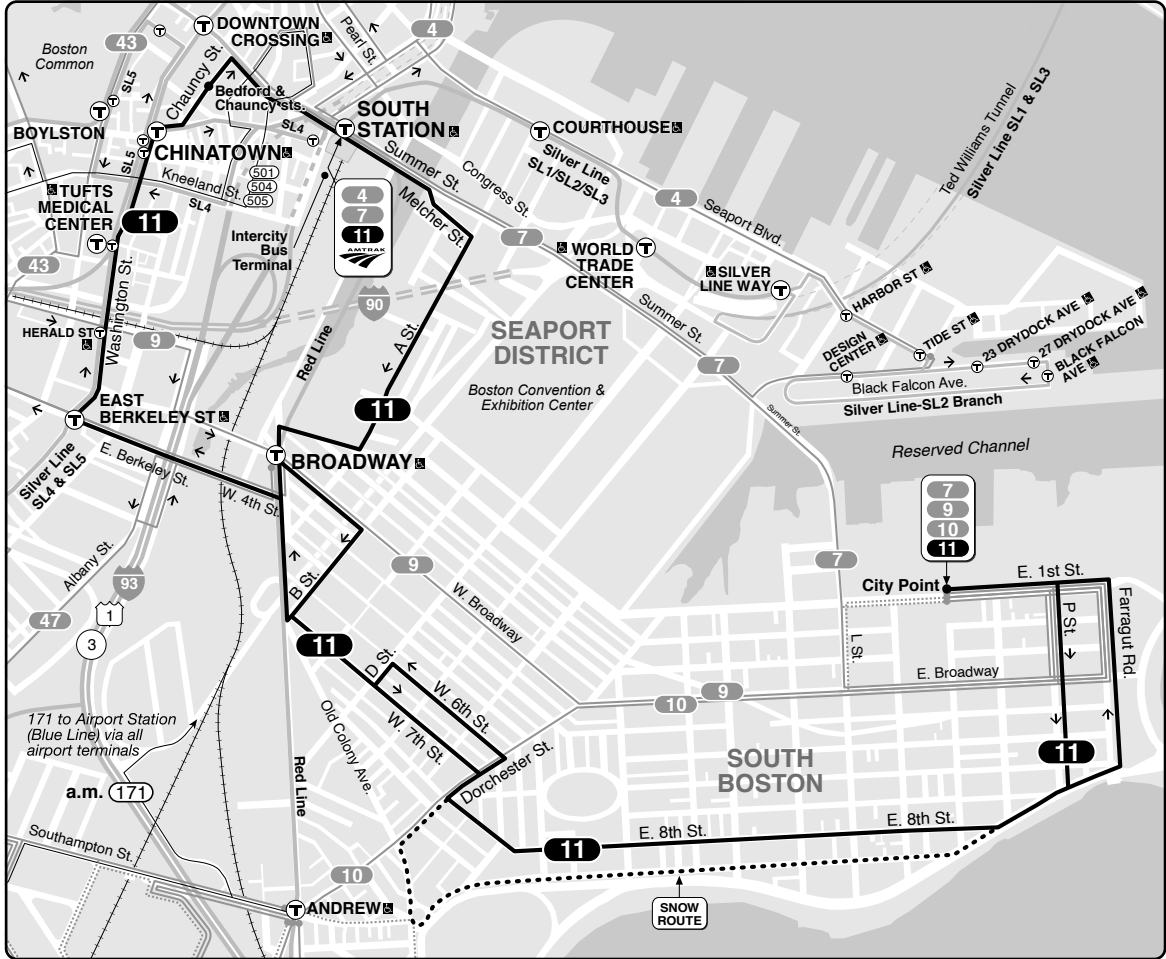 43
DOWNTOWN
CROSSING
Pearl St.
4
Boston
Common
SL5
Chauncy St.
Bedford &
Chauncy sts.
BOYLSTON
SL4
SOUTH
STATION
COURTHOUSE
Ted Williams Tunnel
Silver Line SL1 & SL3
SL5
CHINATOWN
Kneeland St.
SL4
501
504
505
Summer St.
Congress St.
Silver Line
SL1/SL2/SL3
4
Seaport Blvd.
TUFTS
MEDICAL
CENTER
11
4
7
11
AMTRAK
Melcher St.
Intercity
Bus
Terminal
7
WORLD
TRADE
CENTER
SILVER
LINE WAY
HARBOR ST
43
Washington St.
90
Summer St.
HERALD ST
9
Red Line
A St.
SEAPORT
DISTRICT
Boston Convention &
Exhibition Center
7
DESIGN
CENTER
TIDE ST
23 DRYDOCK AVE
27 DRYDOCK AVE
BLACK FALCON
AVE
Black Falcon Ave.
Silver Line-SL2 Branch
Summer St.
EAST
BERKELEY ST
11
BROADWAY
Reserved Channel
Silver Line
SL4 & SL5
E. Berkeley St.
W. 4th St.
7
9
10
11
Albany St.
93
B St.
9
W. Broadway
7
City Point
E. 1st St.
47
1
3
11
L St.
P St.
Farragut Rd.
D St.
W. 6th St.
E. Broadway
10
9
171 to Airport Station
(Blue Line) via all
airport terminals
Old Colony Ave.
W. 7th St.
Dorchester St.
SOUTH
BOSTON
11
a.m. 171
Red Line
Southampton St.
11
E. 8th St.
E. 8th St.
10
SNOW
ROUTE
ANDREW